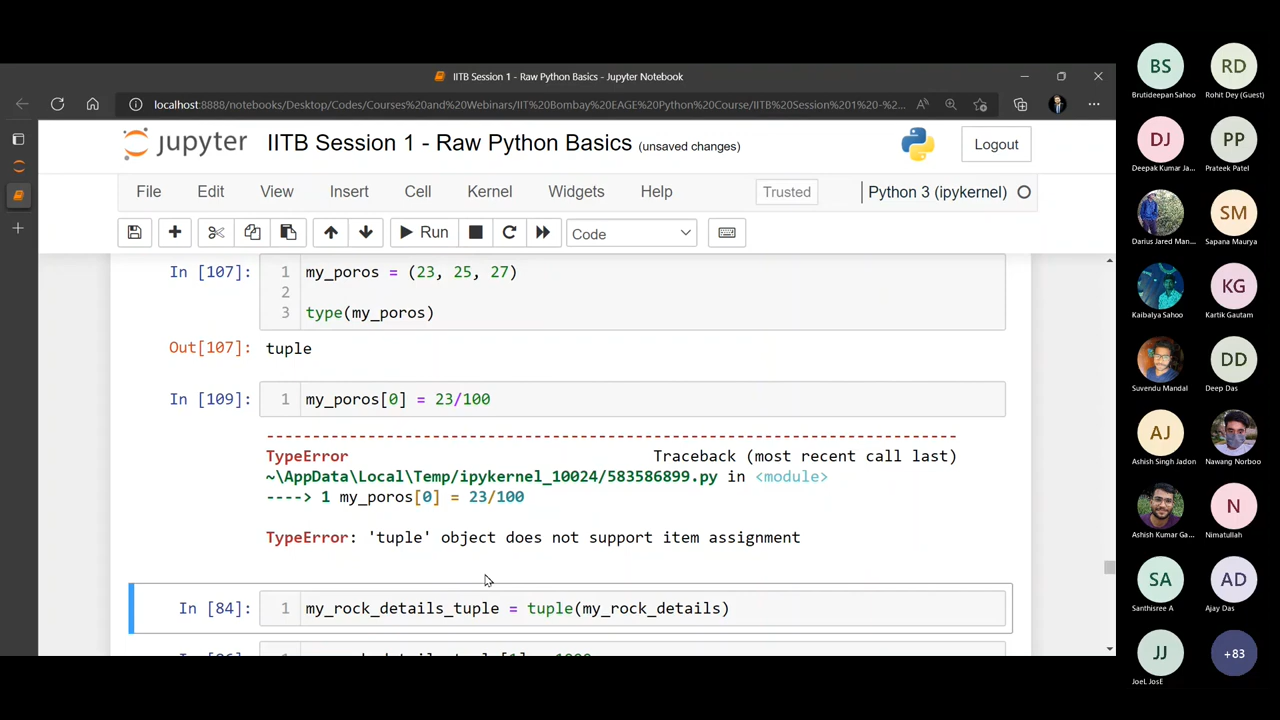 IITB Session 1 - Raw Python Basics - Jupyter Notebook
localhost:8888/notebooks/Desktop/Codes/Courses%20and%20Webinars/IIT%20Bombay%20EAGE%20Python%20Course/IITB%20Session%201%20-%2...
jupyter IITB Session 1 - Raw Python Basics (unsaved changes)
Logout
File Edit View Insert Cell Kernel Widgets Help
Trusted
Python 3 (ipykernel)
Run
Code
In [107]:
1 my_poros = (23, 25, 27)
2
3 type(my_poros)
Out[107]: tuple
In [109]:
1 my_poros[0] = 23/100
---------------------------------------------------------------------------
TypeError Traceback (most recent call last)
~\AppData\Local\Temp/ipykernel_10024/583586899.py in <module>
----> 1 my_poros[0] = 23/100
TypeError: 'tuple' object does not support item assignment
In [84]:
1 my_rock_details_tuple = tuple(my_rock_details)
BS RD
Brutideepan Sahoo Rohit Dey (Guest)
DJ PP
Deepak Kumar Ja... Prateek Patel
SM
Darius Jared Man... Sapana Maurya
KG
Kaibalya Sahoo Kartik Gautam
DD
Suvendu Mandal Deep Das
AJ
Ashish Singh Jadon Nawang Norboo
N
Ashish Kumar Ga... Nimatullah
SA AD
Santhisree A Ajay Das
JJ +83
JoeL JosE